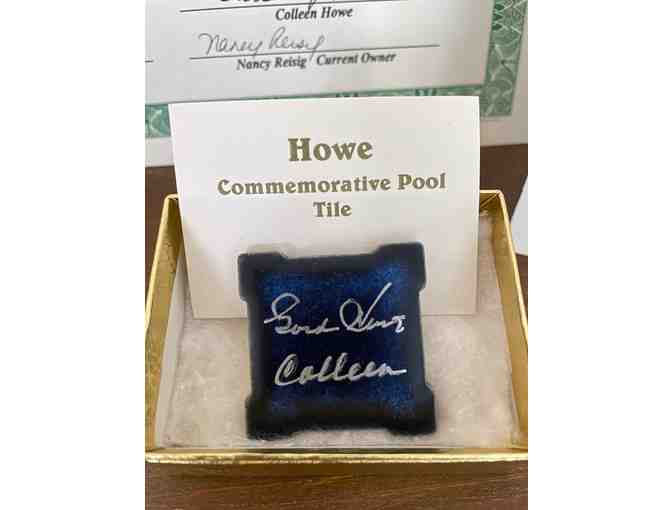 Colleen Howe
Nancy Reisig
Nancy Reisig Current Owner
Howe
Commemorative Pool
Tile
Gord Howe
Colleen